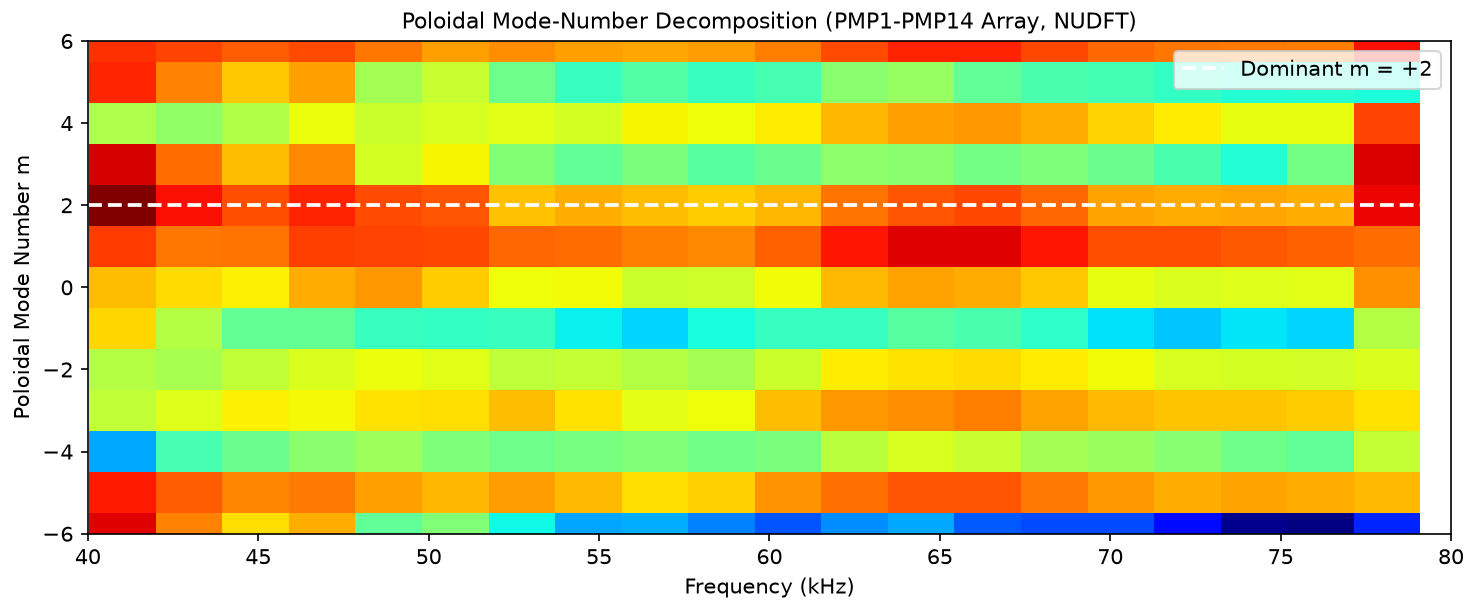 Poloidal Mode-Number Decomposition (PMP1-PMP14 Array, NUDFT)
Dominant m = +2
Poloidal Mode Number m
6
4
2
0
−2
−4
−6
40 45 50 55 60 65 70 75 80
Frequency (kHz)